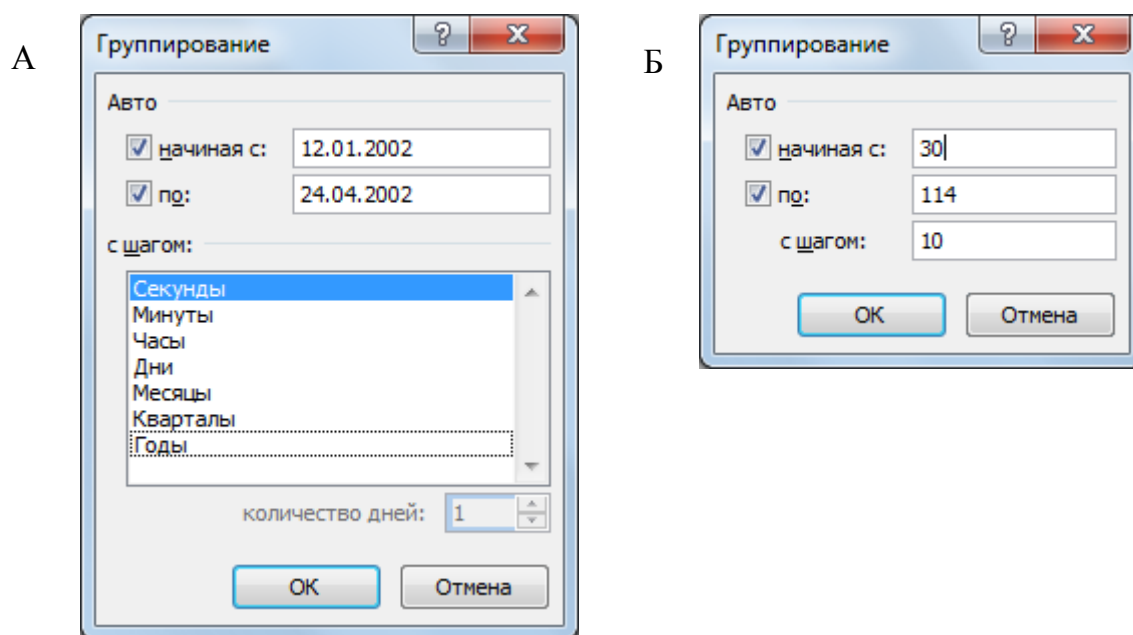 А
Группирование
Авто
начиная с: 12.01.2002
по: 24.04.2002
с шагом:
Секунды
Минуты
Часы
Дни
Месяцы
Кварталы
Годы
количество дней: 1
ОК Отмена
Б
Группирование
Авто
начиная с: 30
по: 114
с шагом: 10
ОК Отмена